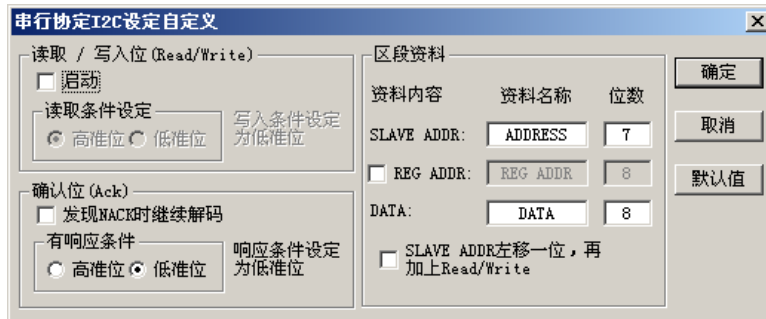 串行协定I2C设定自定义
读取 / 写入位(Read/Write)
启动
读取条件设定
高准位 低准位
写入条件设定
为低准位
确认位(Ack)
发现NACK时继续解码
有响应条件
高准位 低准位
响应条件设定
为低准位
区段资料
资料内容 资料名称 位数
SLAVE ADDR: ADDRESS 7
REG ADDR: REG ADDR 8
DATA: DATA 8
SLAVE ADDR左移一位，再
加上Read/Write
确定
取消
默认值